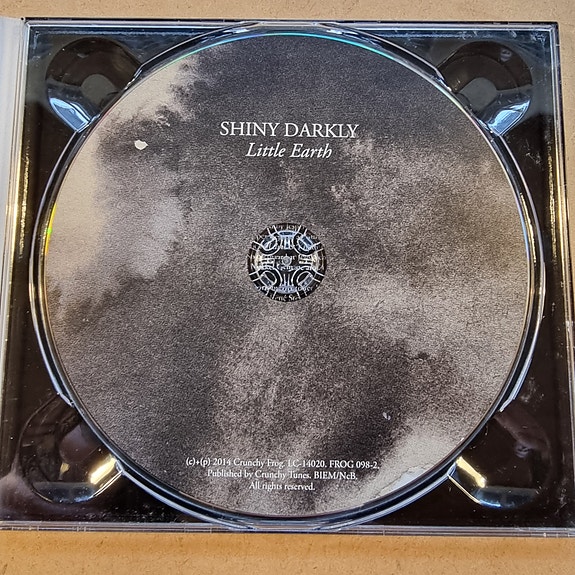 SHINY DARKLY
Little Earth
(c)+(p) 2014 Crunchy Frog. LC-14020. FROG 098-2.
Published by Crunchy Tunes. BIEM/NcB.
All rights reserved.